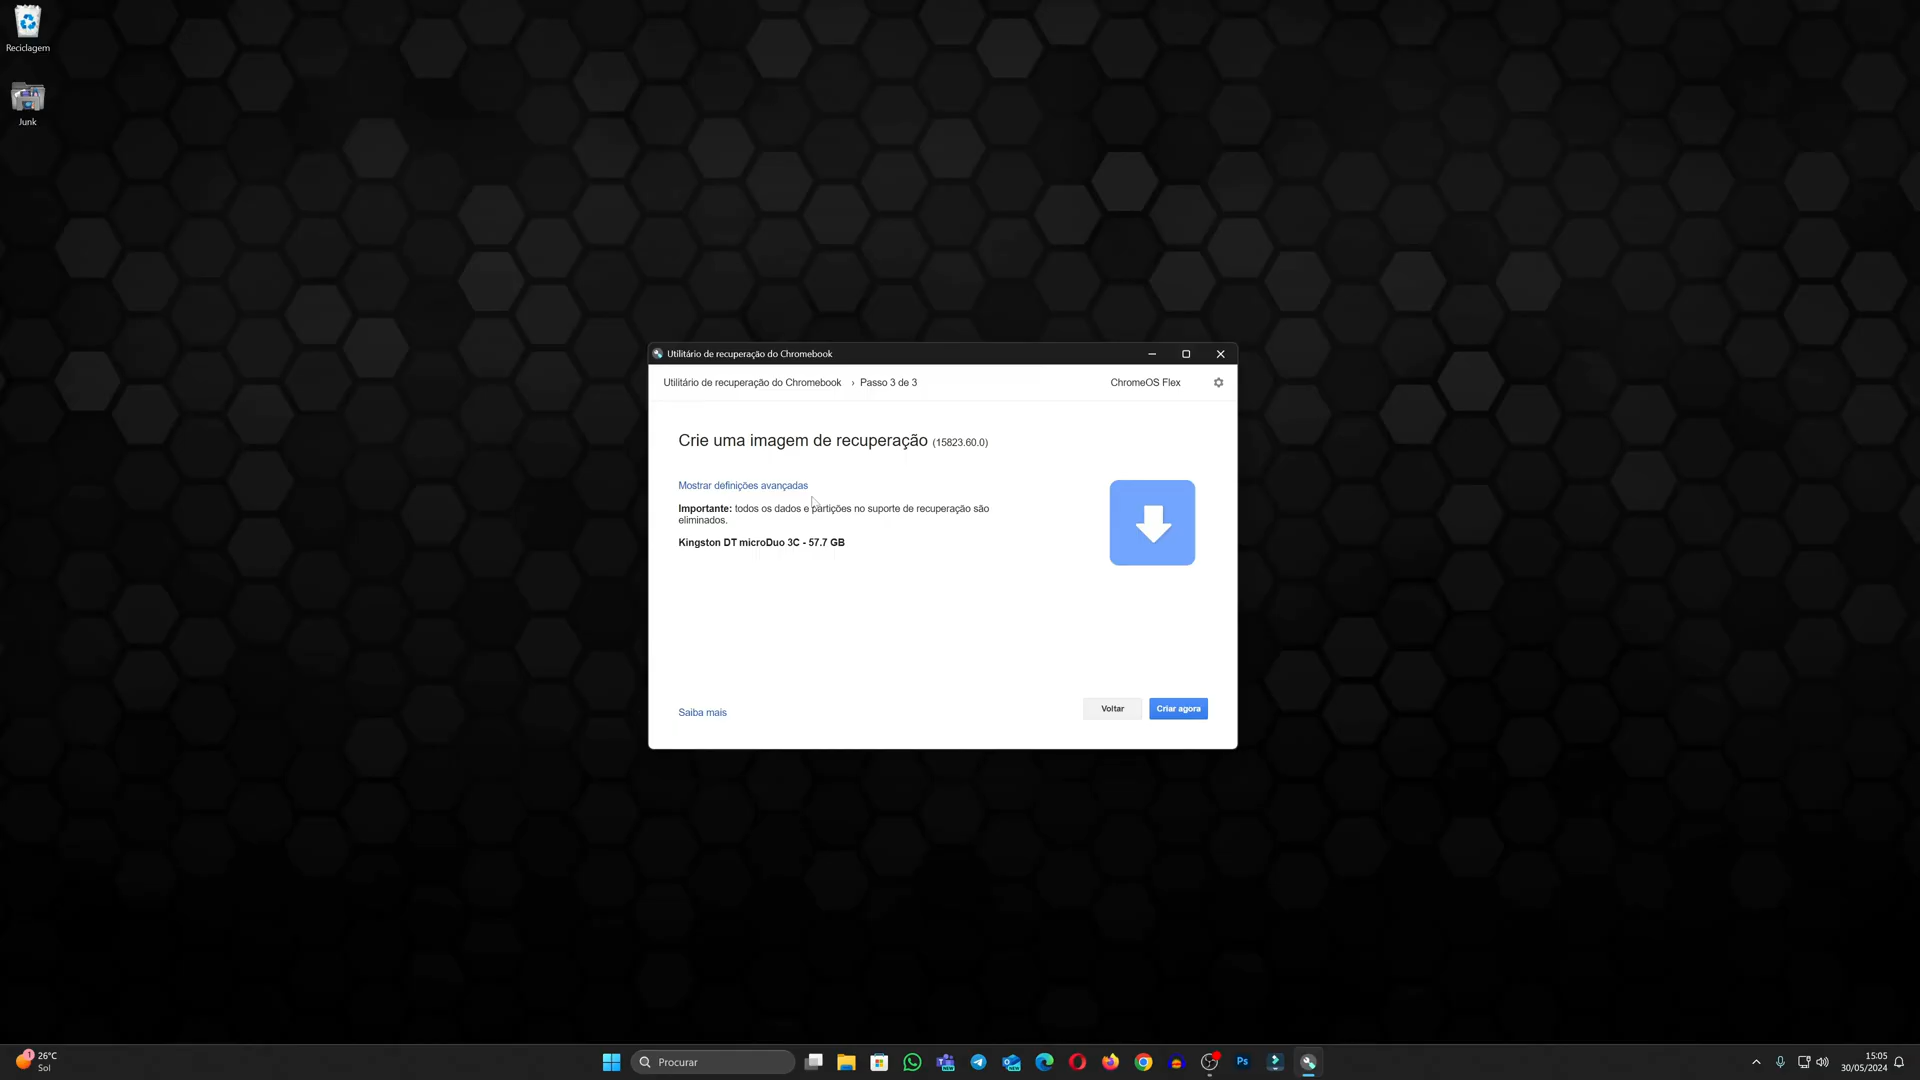 Reciclagem
Junk
Utilitário de recuperação do Chromebook
Utilitário de recuperação do Chromebook › Passo 3 de 3
ChromeOS Flex
Crie uma imagem de recuperação (15823.60.0)
Mostrar definições avançadas
Importante: todos os dados e partições no suporte de recuperação são
eliminados.
Kingston DT microDuo 3C - 57.7 GB
Saiba mais
Voltar
Criar agora
1
26°C
Sol
Procurar
NEW
NEW
Ps
15:05
30/05/2024